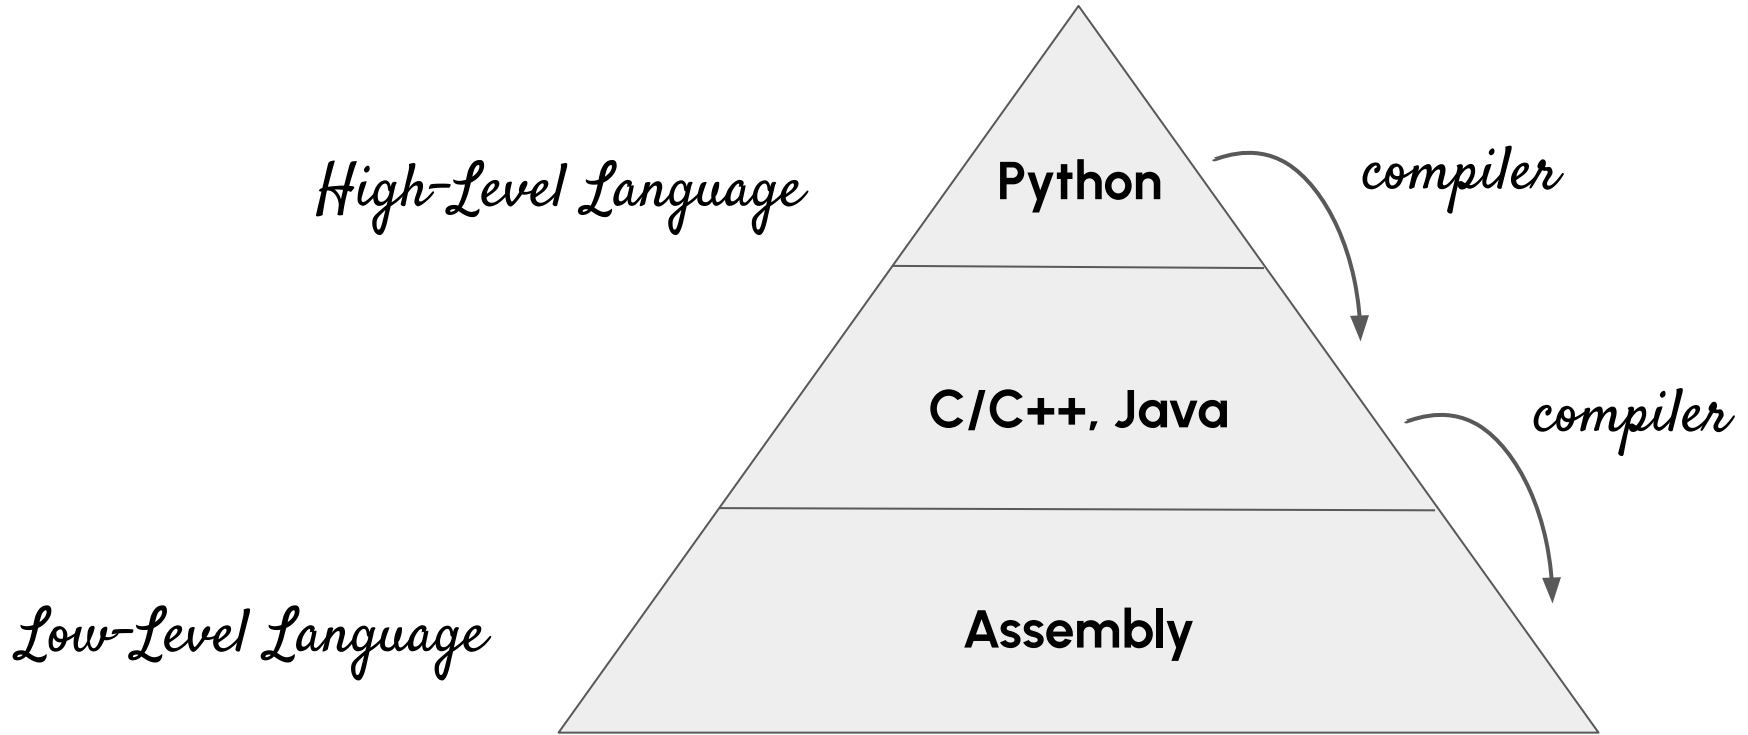 High-Level Language
Python
compiler
C/C++, Java
compiler
Low-Level Language
Assembly